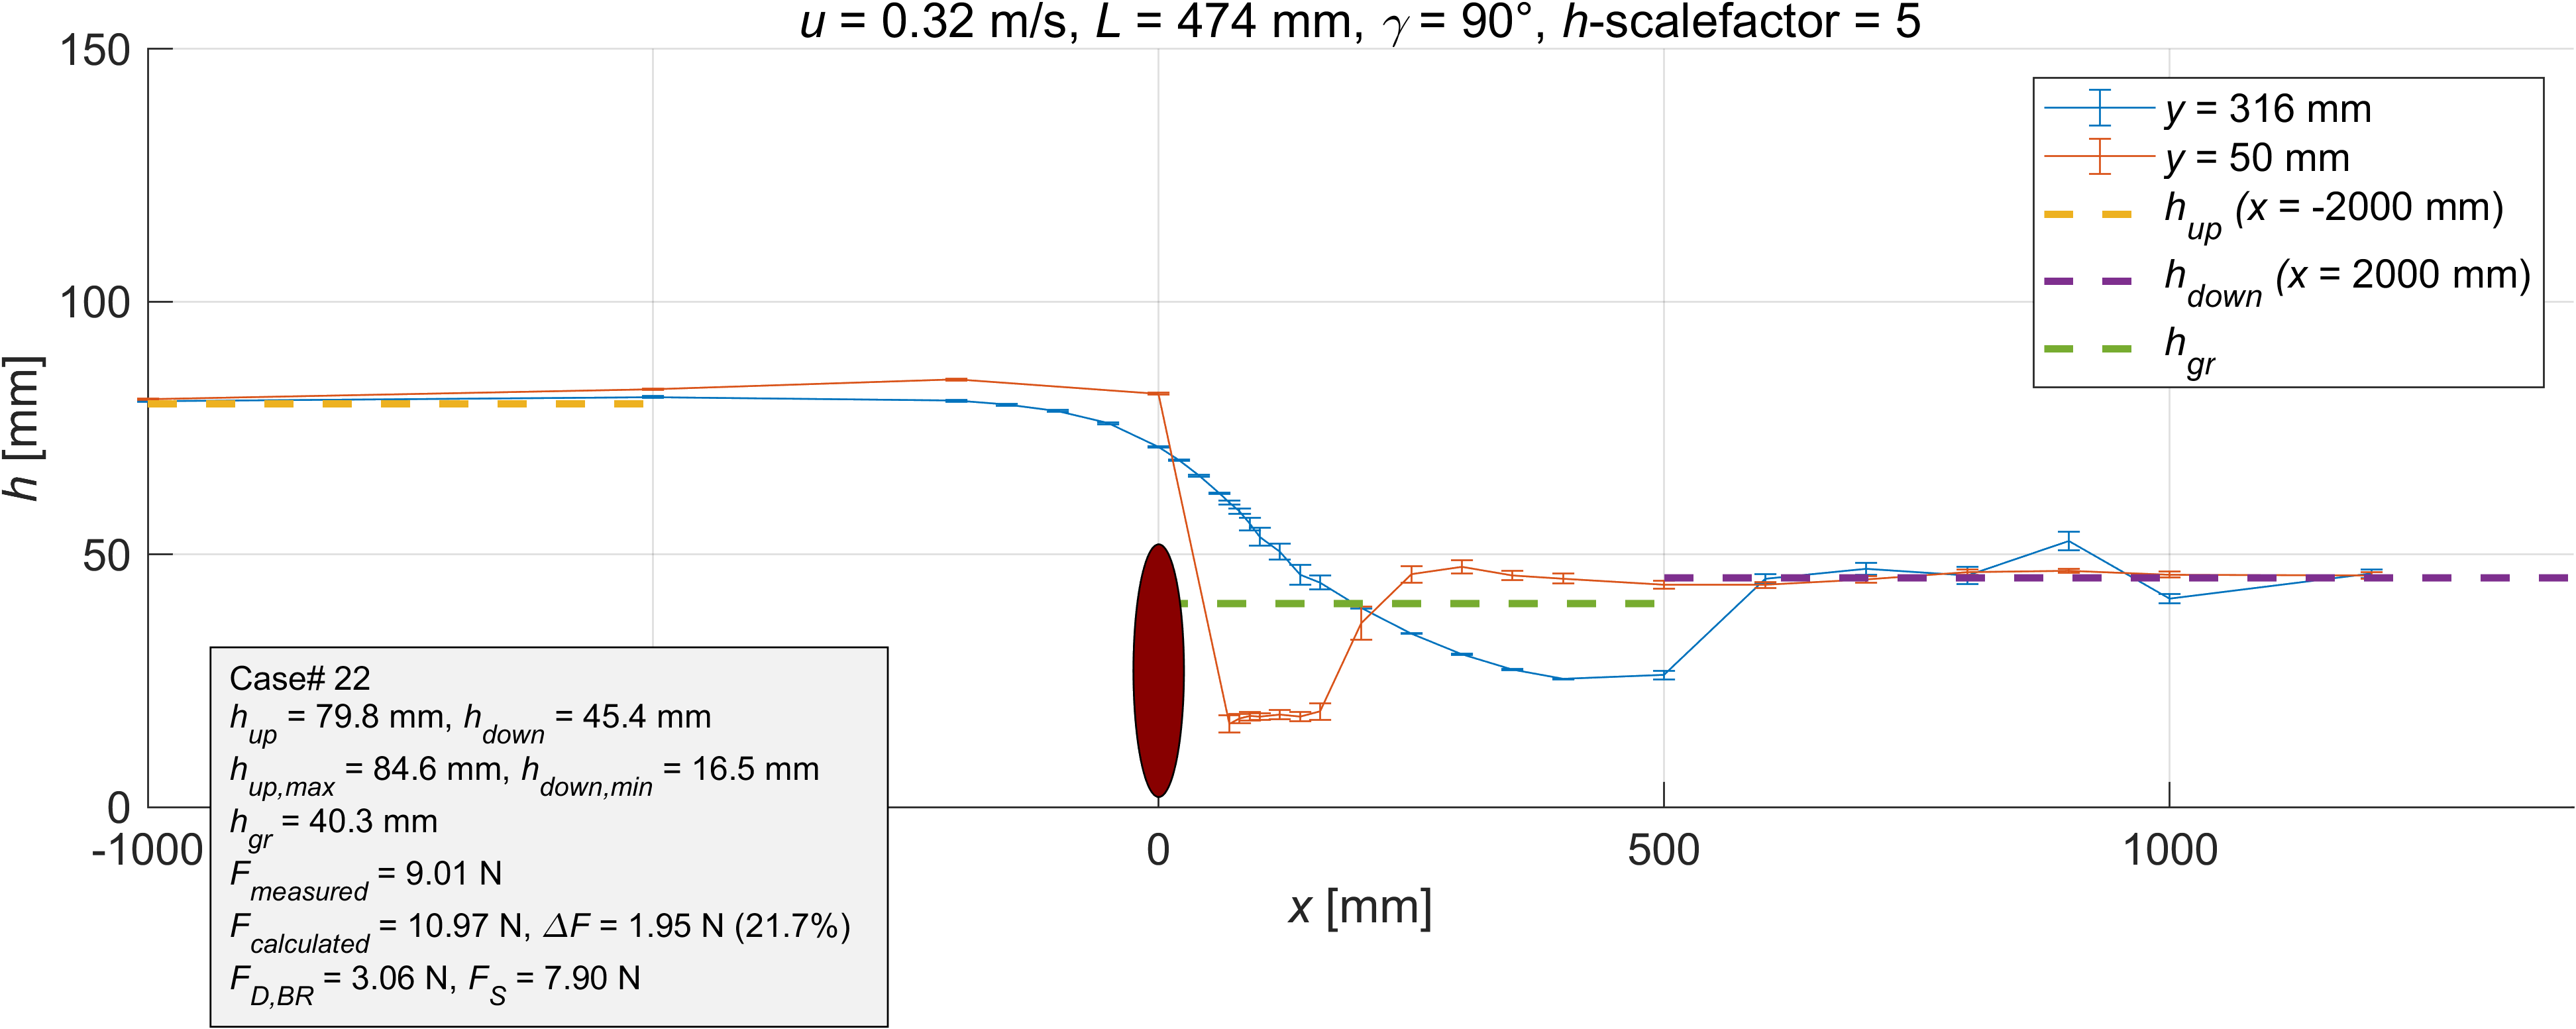 u = 0.32 m/s, L = 474 mm, γ = 90°, h-scalefactor = 5
150
100
50
0
h [mm]
-1000
0
500
1000
x [mm]
y = 316 mm
y = 50 mm
h_up (x = -2000 mm)
h_down (x = 2000 mm)
h_gr
Case# 22
h_up = 79.8 mm, h_down = 45.4 mm
h_up,max = 84.6 mm, h_down,min = 16.5 mm
h_gr = 40.3 mm
F_measured = 9.01 N
F_calculated = 10.97 N, ΔF = 1.95 N (21.7%)
F_D,BR = 3.06 N, F_S = 7.90 N